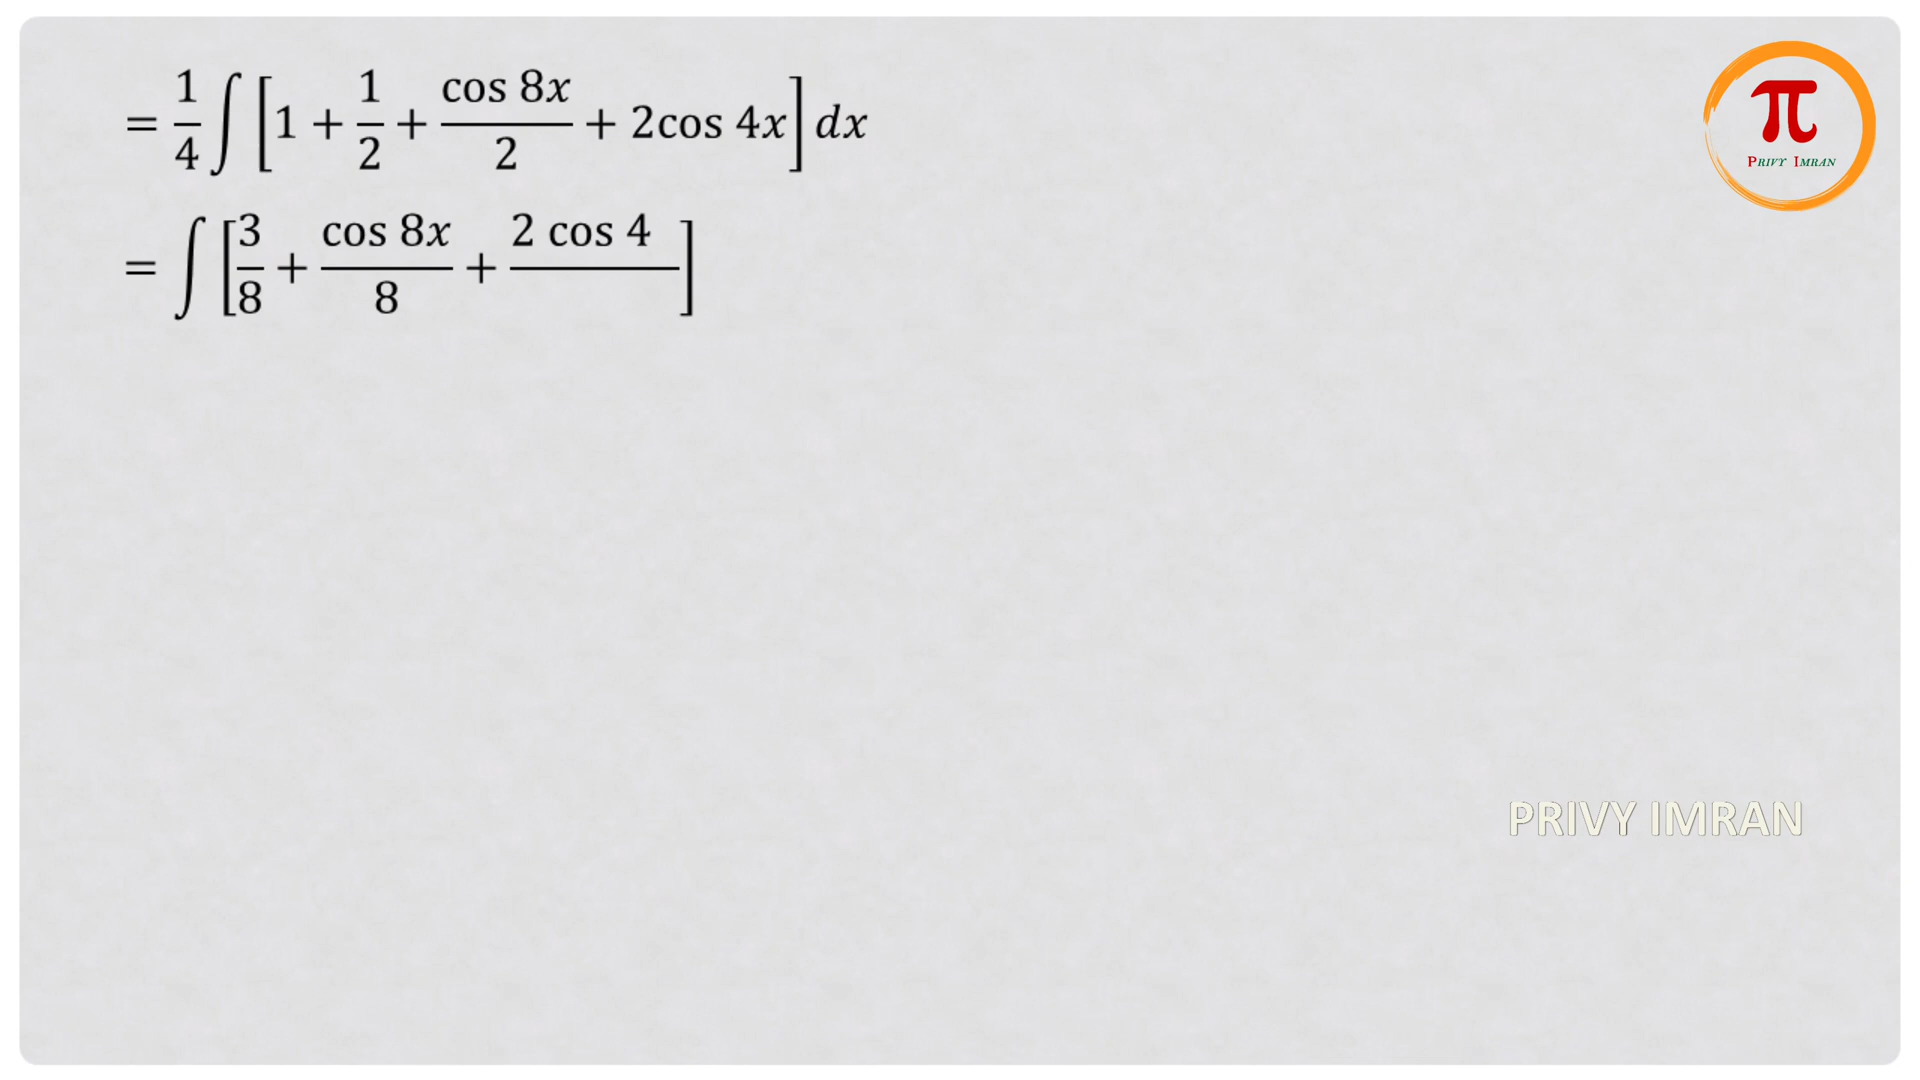 = 1/4 ∫ [1 + 1/2 + cos 8x/2 + 2cos 4x] dx
π
PRIVY IMRAN
= ∫ [3/8 + cos 8x/8 + 2 cos 4/ ]
PRIVY IMRAN